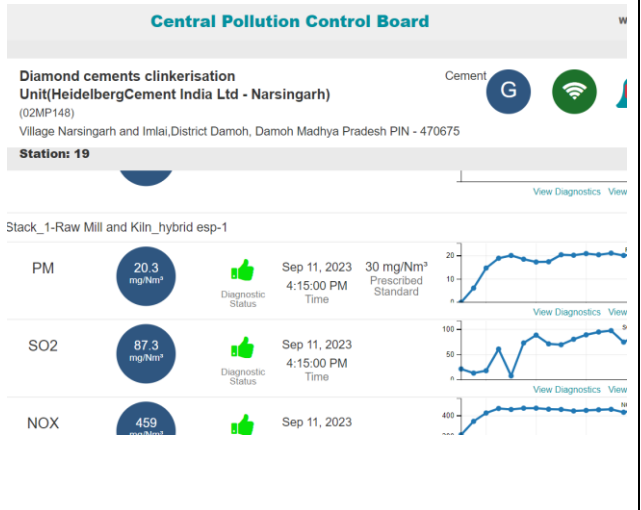 Central Pollution Control Board
Diamond cements clinkerisation
Unit(HeidelbergCement India Ltd - Narsingarh)
(02MP148)
Village Narsingarh and Imlai,District Damoh, Damoh Madhya Pradesh PIN - 470675
Cement
G
Station: 19
View Diagnostics View
Stack_1-Raw Mill and Kiln_hybrid esp-1
PM
20.3
mg/Nm³
Diagnostic
Status
Sep 11, 2023
4:15:00 PM
Time
30 mg/Nm³
Prescribed
Standard
20
10
0
View Diagnostics View
SO2
87.3
mg/Nm³
Diagnostic
Status
Sep 11, 2023
4:15:00 PM
Time
100
50
0
View Diagnostics View
NOX
459
mg/Nm³
Sep 11, 2023
400